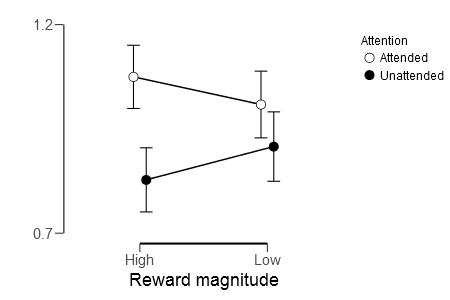 1.2
0.7
High
Low
Reward magnitude
Attention
Attended
Unattended